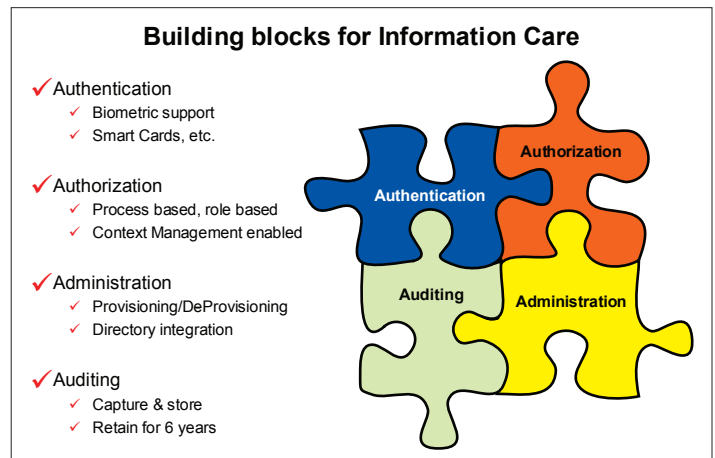 Building blocks for Information Care
Authentication
Biometric support
Smart Cards, etc.
Authorization
Process based, role based
Context Management enabled
Administration
Provisioning/DeProvisioning
Directory integration
Auditing
Capture & store
Retain for 6 years
Authorization
Authentication
Auditing
Administration